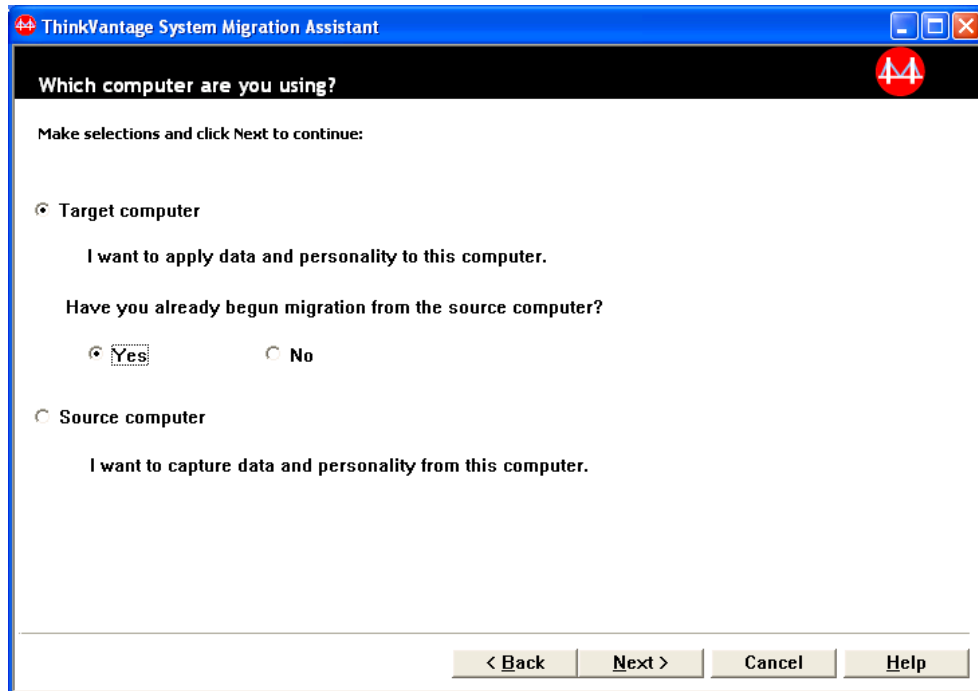 ThinkVantage System Migration Assistant
Which computer are you using?
Make selections and click Next to continue:
Target computer
I want to apply data and personality to this computer.
Have you already begun migration from the source computer?
Yes No
Source computer
I want to capture data and personality from this computer.
< Back Next > Cancel Help